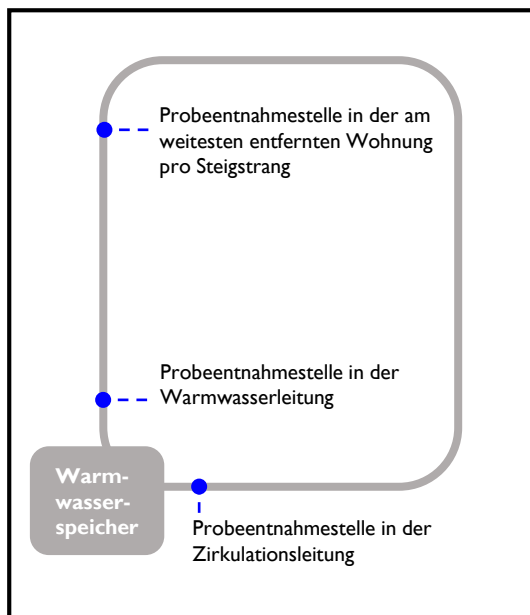 Probeentnahmestelle in der am
weitesten entfernten Wohnung
pro Steigstrang
Probeentnahmestelle in der
Warmwasserleitung
Warm-
wasser-
speicher
Probeentnahmestelle in der
Zirkulationsleitung